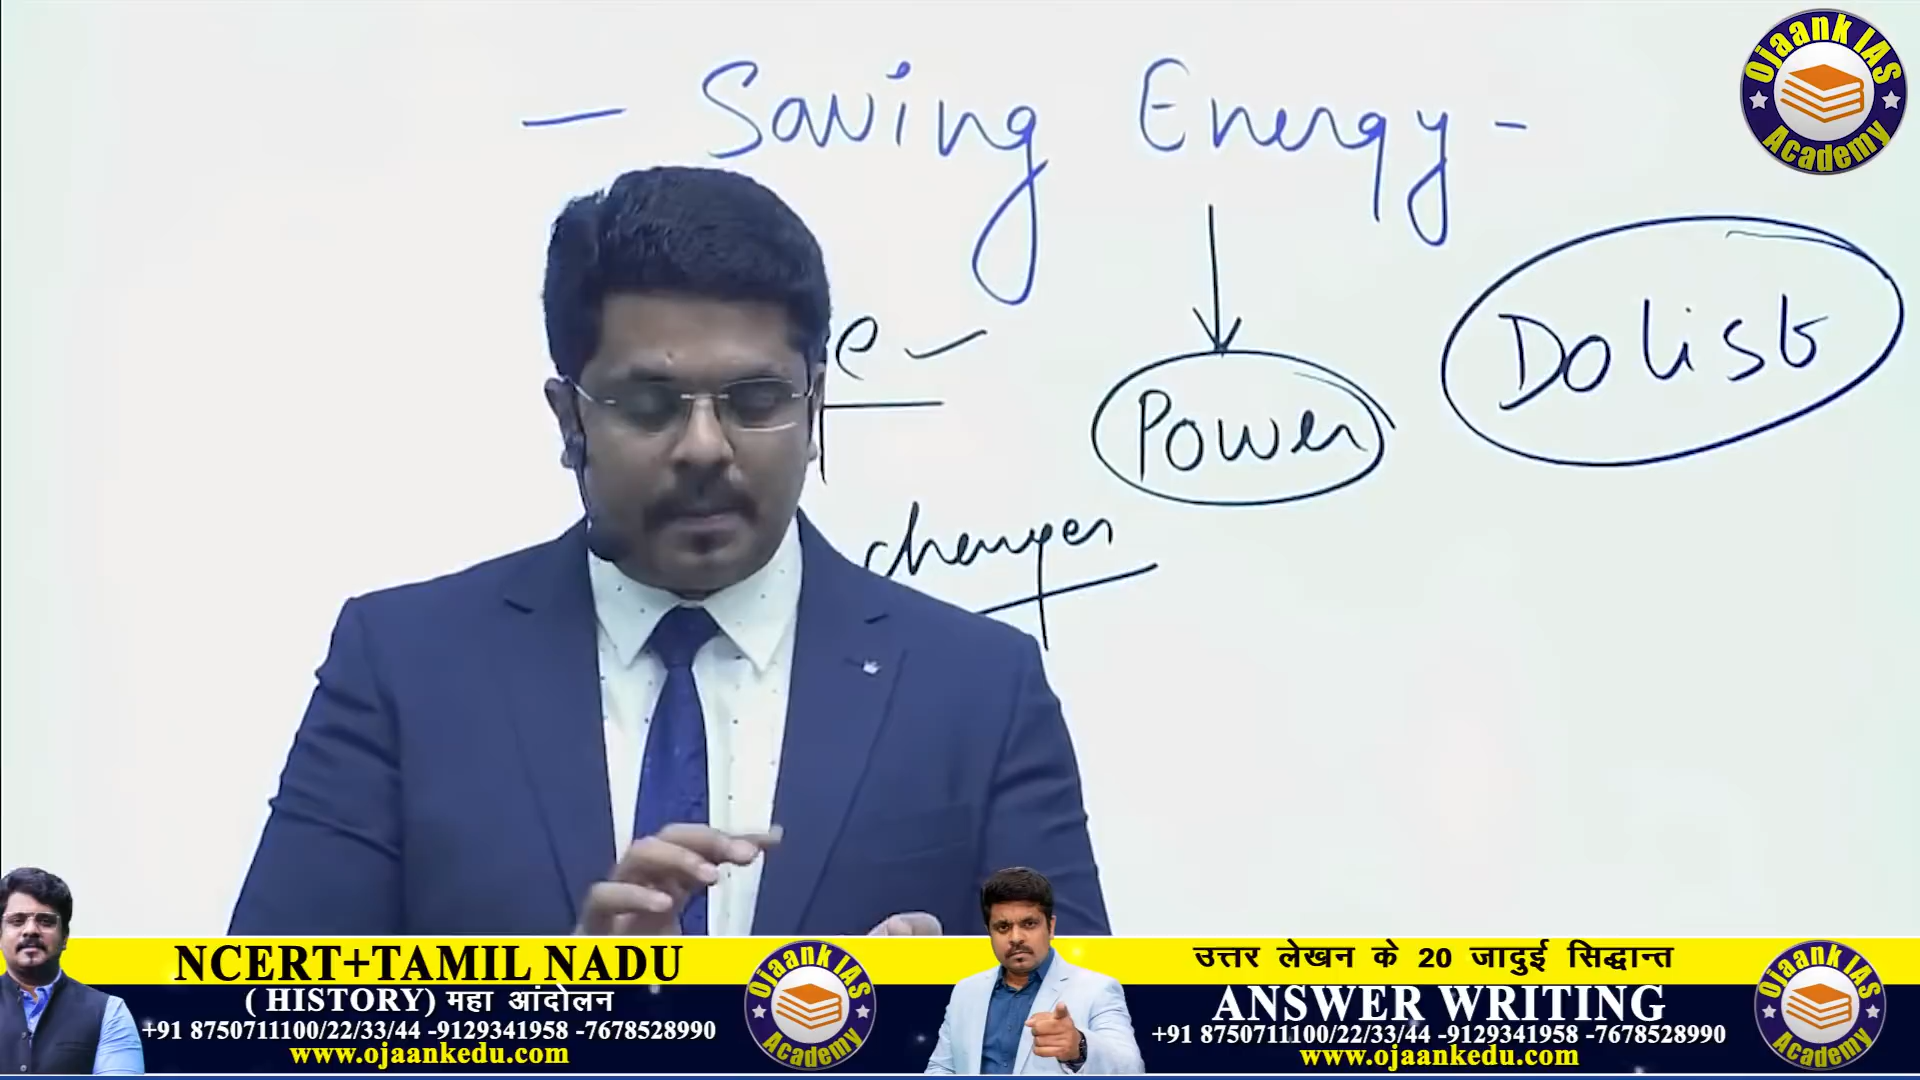 Ojaank IAS
Academy
- Saving Energy -
Power
Dolist
changes
NCERT+TAMIL NADU
( HISTORY) महा आंदोलन
+91 8750711100/22/33/44 -9129341958 -7678528990
www.ojaankedu.com
Ojaank IAS
Academy
उत्तर लेखन के 20 जादुई सिद्धान्त
ANSWER WRITING
+91 8750711100/22/33/44 -9129341958 -7678528990
www.ojaankedu.com
Ojaank IAS
Academy